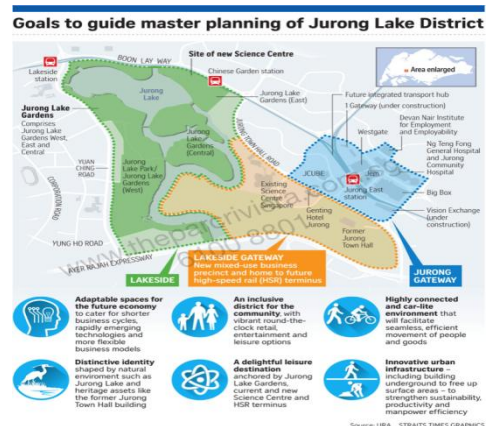 Goals to guide master planning of Jurong Lake District
Site of new Science Centre
BOON LAY WAY
Chinese Garden station
Area enlarged
Lakeside
station
Jurong
Lake
Jurong Lake
Gardens (East)
Future integrated transport hub
1 Gateway (under construction)
Devan Nair Institute
for Employment
and Employability
Westgate
Jurong Lake
Gardens
Comprises
Jurong Lake
Gardens West,
East and
Central
JURONG TOWN HALL ROAD
Ng Teng Fong
General Hospital
and Jurong
Community
Hospital
Jurong
Lake
Gardens
(Central)
JCUBE
Jem
YUAN
CHING
ROAD
Jurong
Lake Park/
Jurong Lake
Gardens
(West)
Existing
Science
Centre
Singapore
Jurong East
station
Big Box
CORPORATION ROAD
Genting
Hotel
Jurong
Vision Exchange
(under
construction)
YUNG HO ROAD
Former
Jurong
Town Hall
AYER RAJAH EXPRESSWAY
LAKESIDE
LAKESIDE GATEWAY
New mixed-use business
precinct and home to future
high-speed rail (HSR) terminus
JURONG
GATEWAY
Adaptable spaces for
the future economy
to cater for shorter
business cycles,
rapidly emerging
technologies and
more flexible
business models
An inclusive
district for the
community, with
vibrant round-the-
clock retail,
entertainment and
leisure options
Highly connected
and car-lite
environment that
will facilitate
seamless, efficient
movement of people
and goods
Distinctive identity
shaped by natural
enviroment such as
Jurong Lake and
heritage assets like
the former Jurong
Town Hall building
A delightful leisure
destination
anchored by Jurong
Lake Gardens,
current and new
Science Centre and
HSR terminus
Innovative urban
infrastructure –
including building
underground to free up
surface areas – to
strengthen sustainability,
productivity and
manpower efficiency
Source: URA STRAITS TIMES GRAPHICS